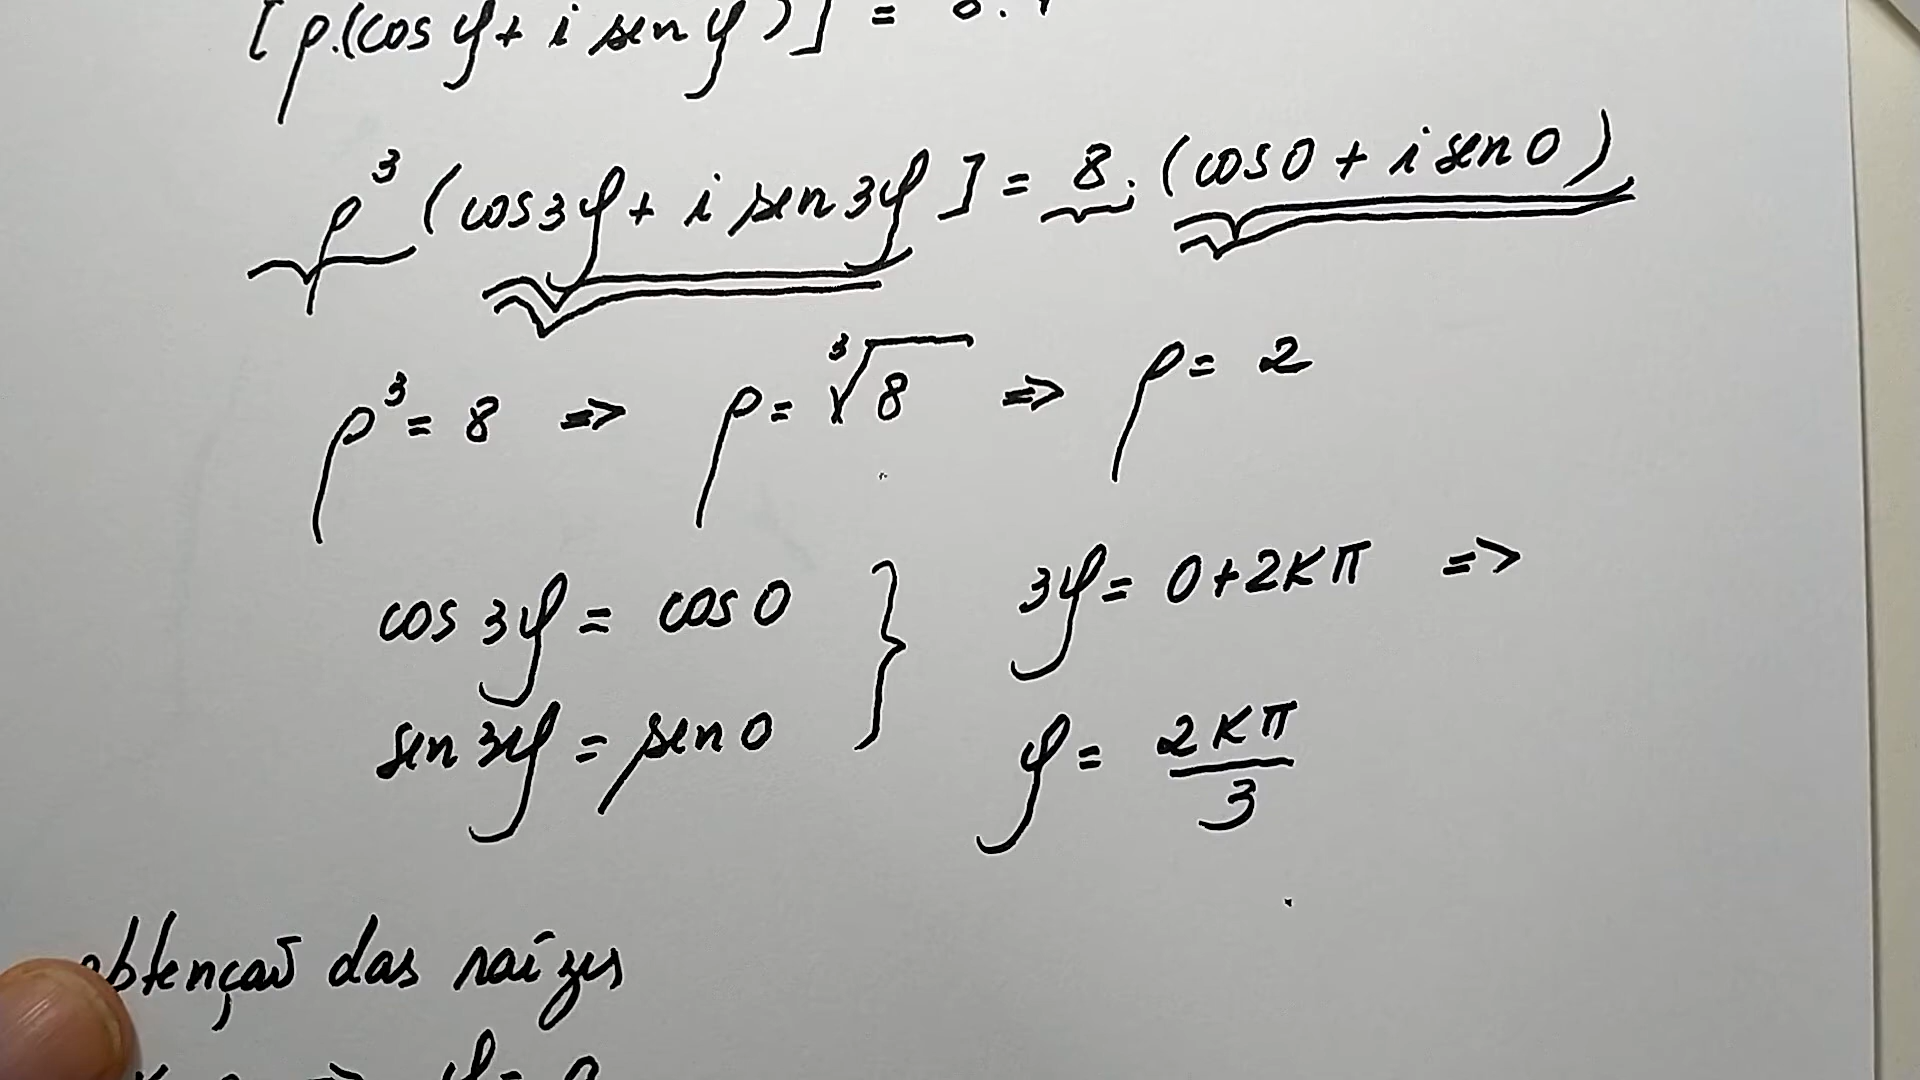 [ρ.(cos φ + i sen φ)] =
ρ³ (cos 3φ + i sen 3φ] = 8. (cos 0 + i sen 0)
ρ³ = 8 => ρ = ∛8 => ρ = 2
cos 3φ = cos 0 } 3φ = 0 + 2kπ =>
sen 3φ = sen 0 φ = 2kπ/3
obtenção das raízes
φ =